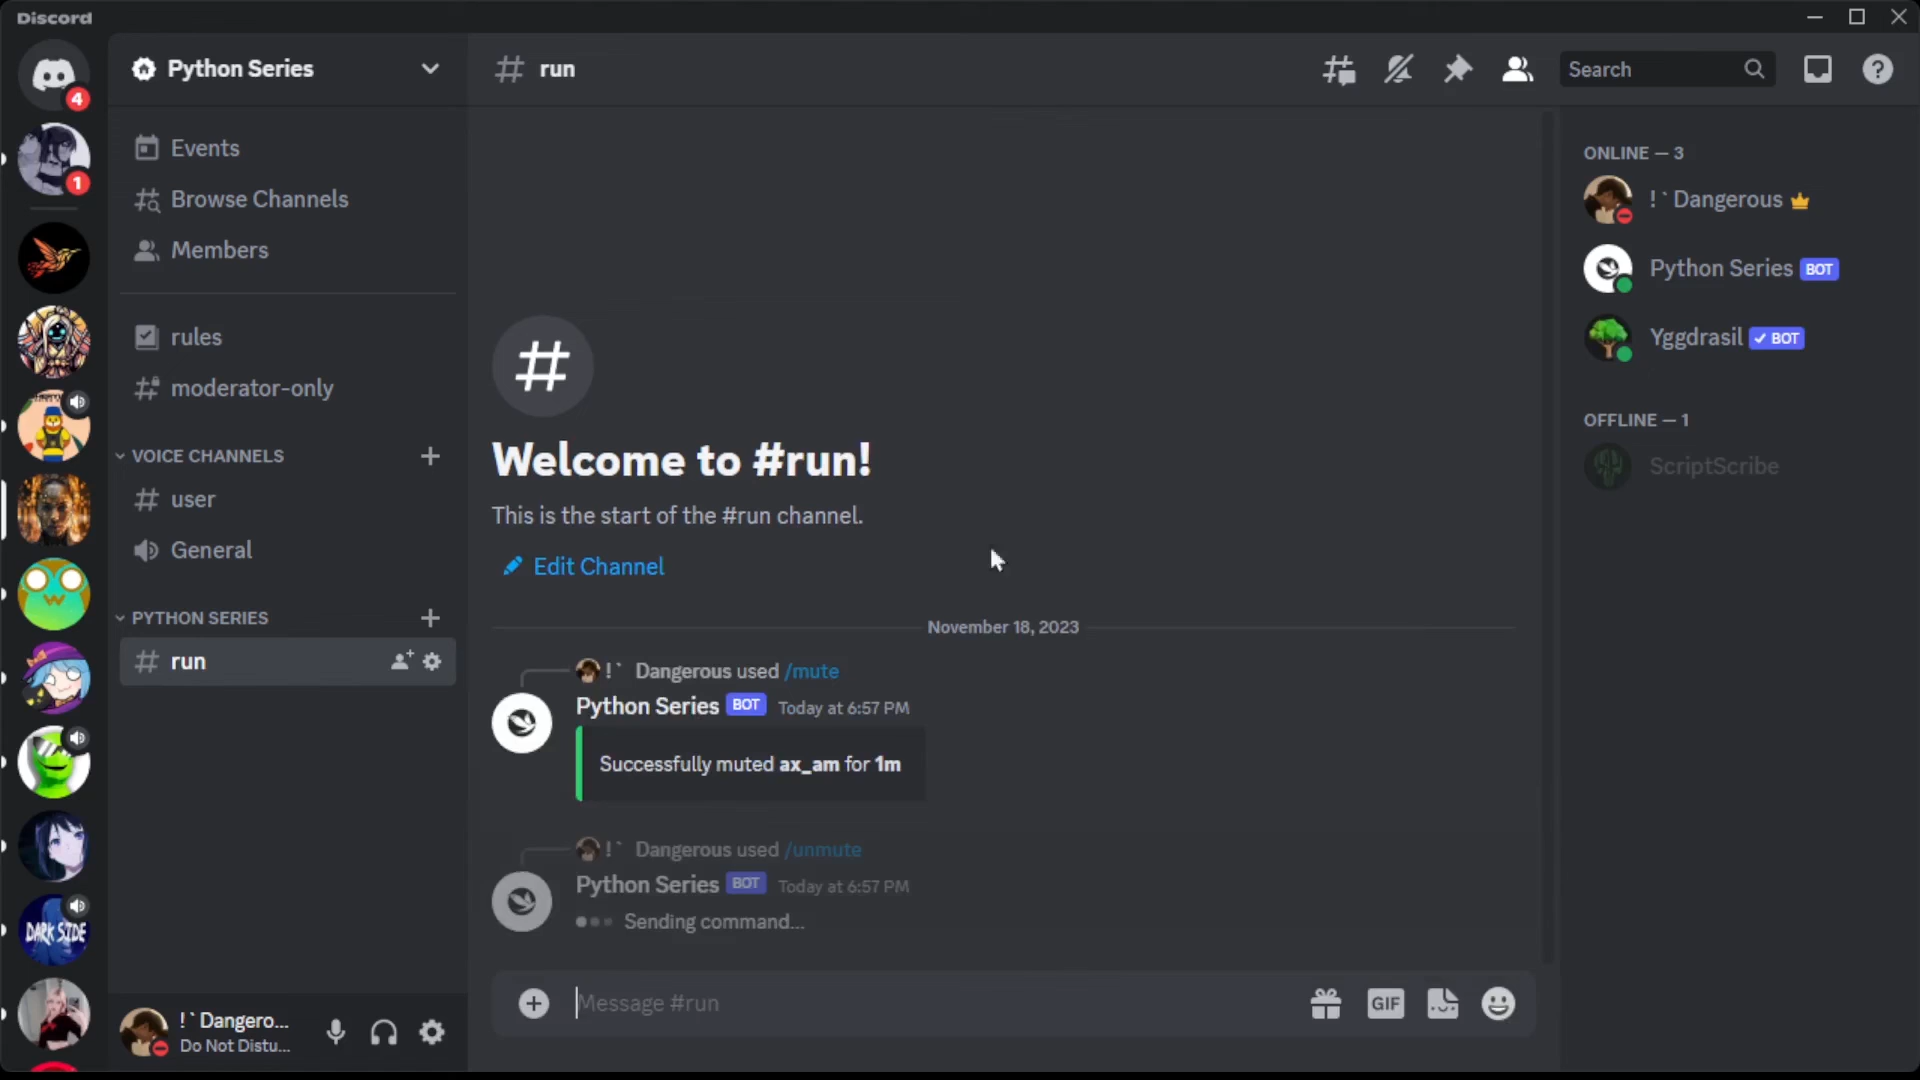 Discord
4
1
DARK SIDE
Python Series
Events
Browse Channels
Members
rules
moderator-only
VOICE CHANNELS
user
General
PYTHON SERIES
run
! ` Dangero...
Do Not Distu...
run
Search
Welcome to #run!
This is the start of the #run channel.
Edit Channel
November 18, 2023
! ` Dangerous used /mute
Python Series BOT Today at 6:57 PM
Successfully muted ax_am for 1m
! ` Dangerous used /unmute
Python Series BOT Today at 6:57 PM
Sending command...
Message #run
GIF
ONLINE — 3
! ` Dangerous
Python Series BOT
Yggdrasil BOT
OFFLINE — 1
ScriptScribe